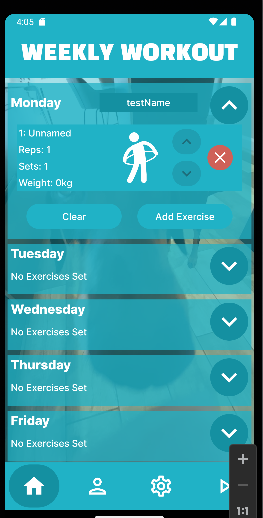 4:05
WEEKLY WORKOUT
Monday
testName
1: Unnamed
Reps: 1
Sets: 1
Weight: 0kg
Clear
Add Exercise
Tuesday
No Exercises Set
Wednesday
No Exercises Set
Thursday
No Exercises Set
Friday
No Exercises Set
1:1